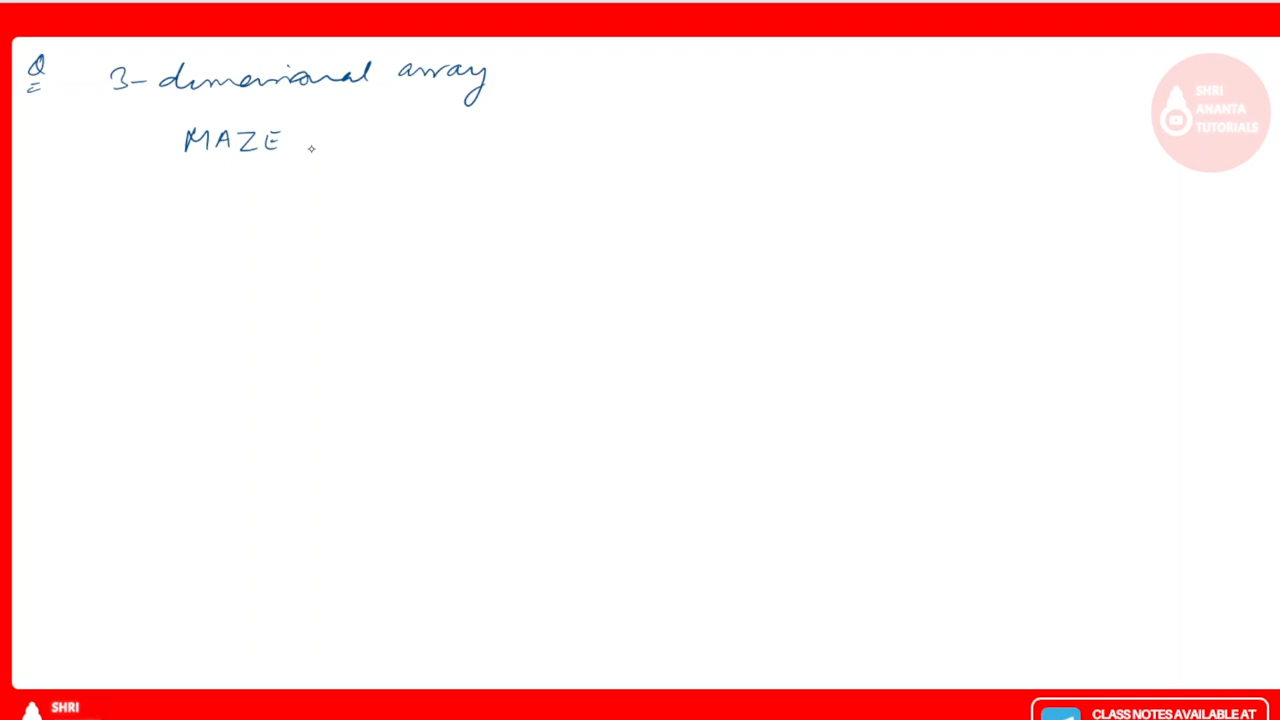 Q 3-dimensional array
MAZE
SHRI
ANANTA
TUTORIALS
SHRI
CLASS NOTES AVAILABLE AT